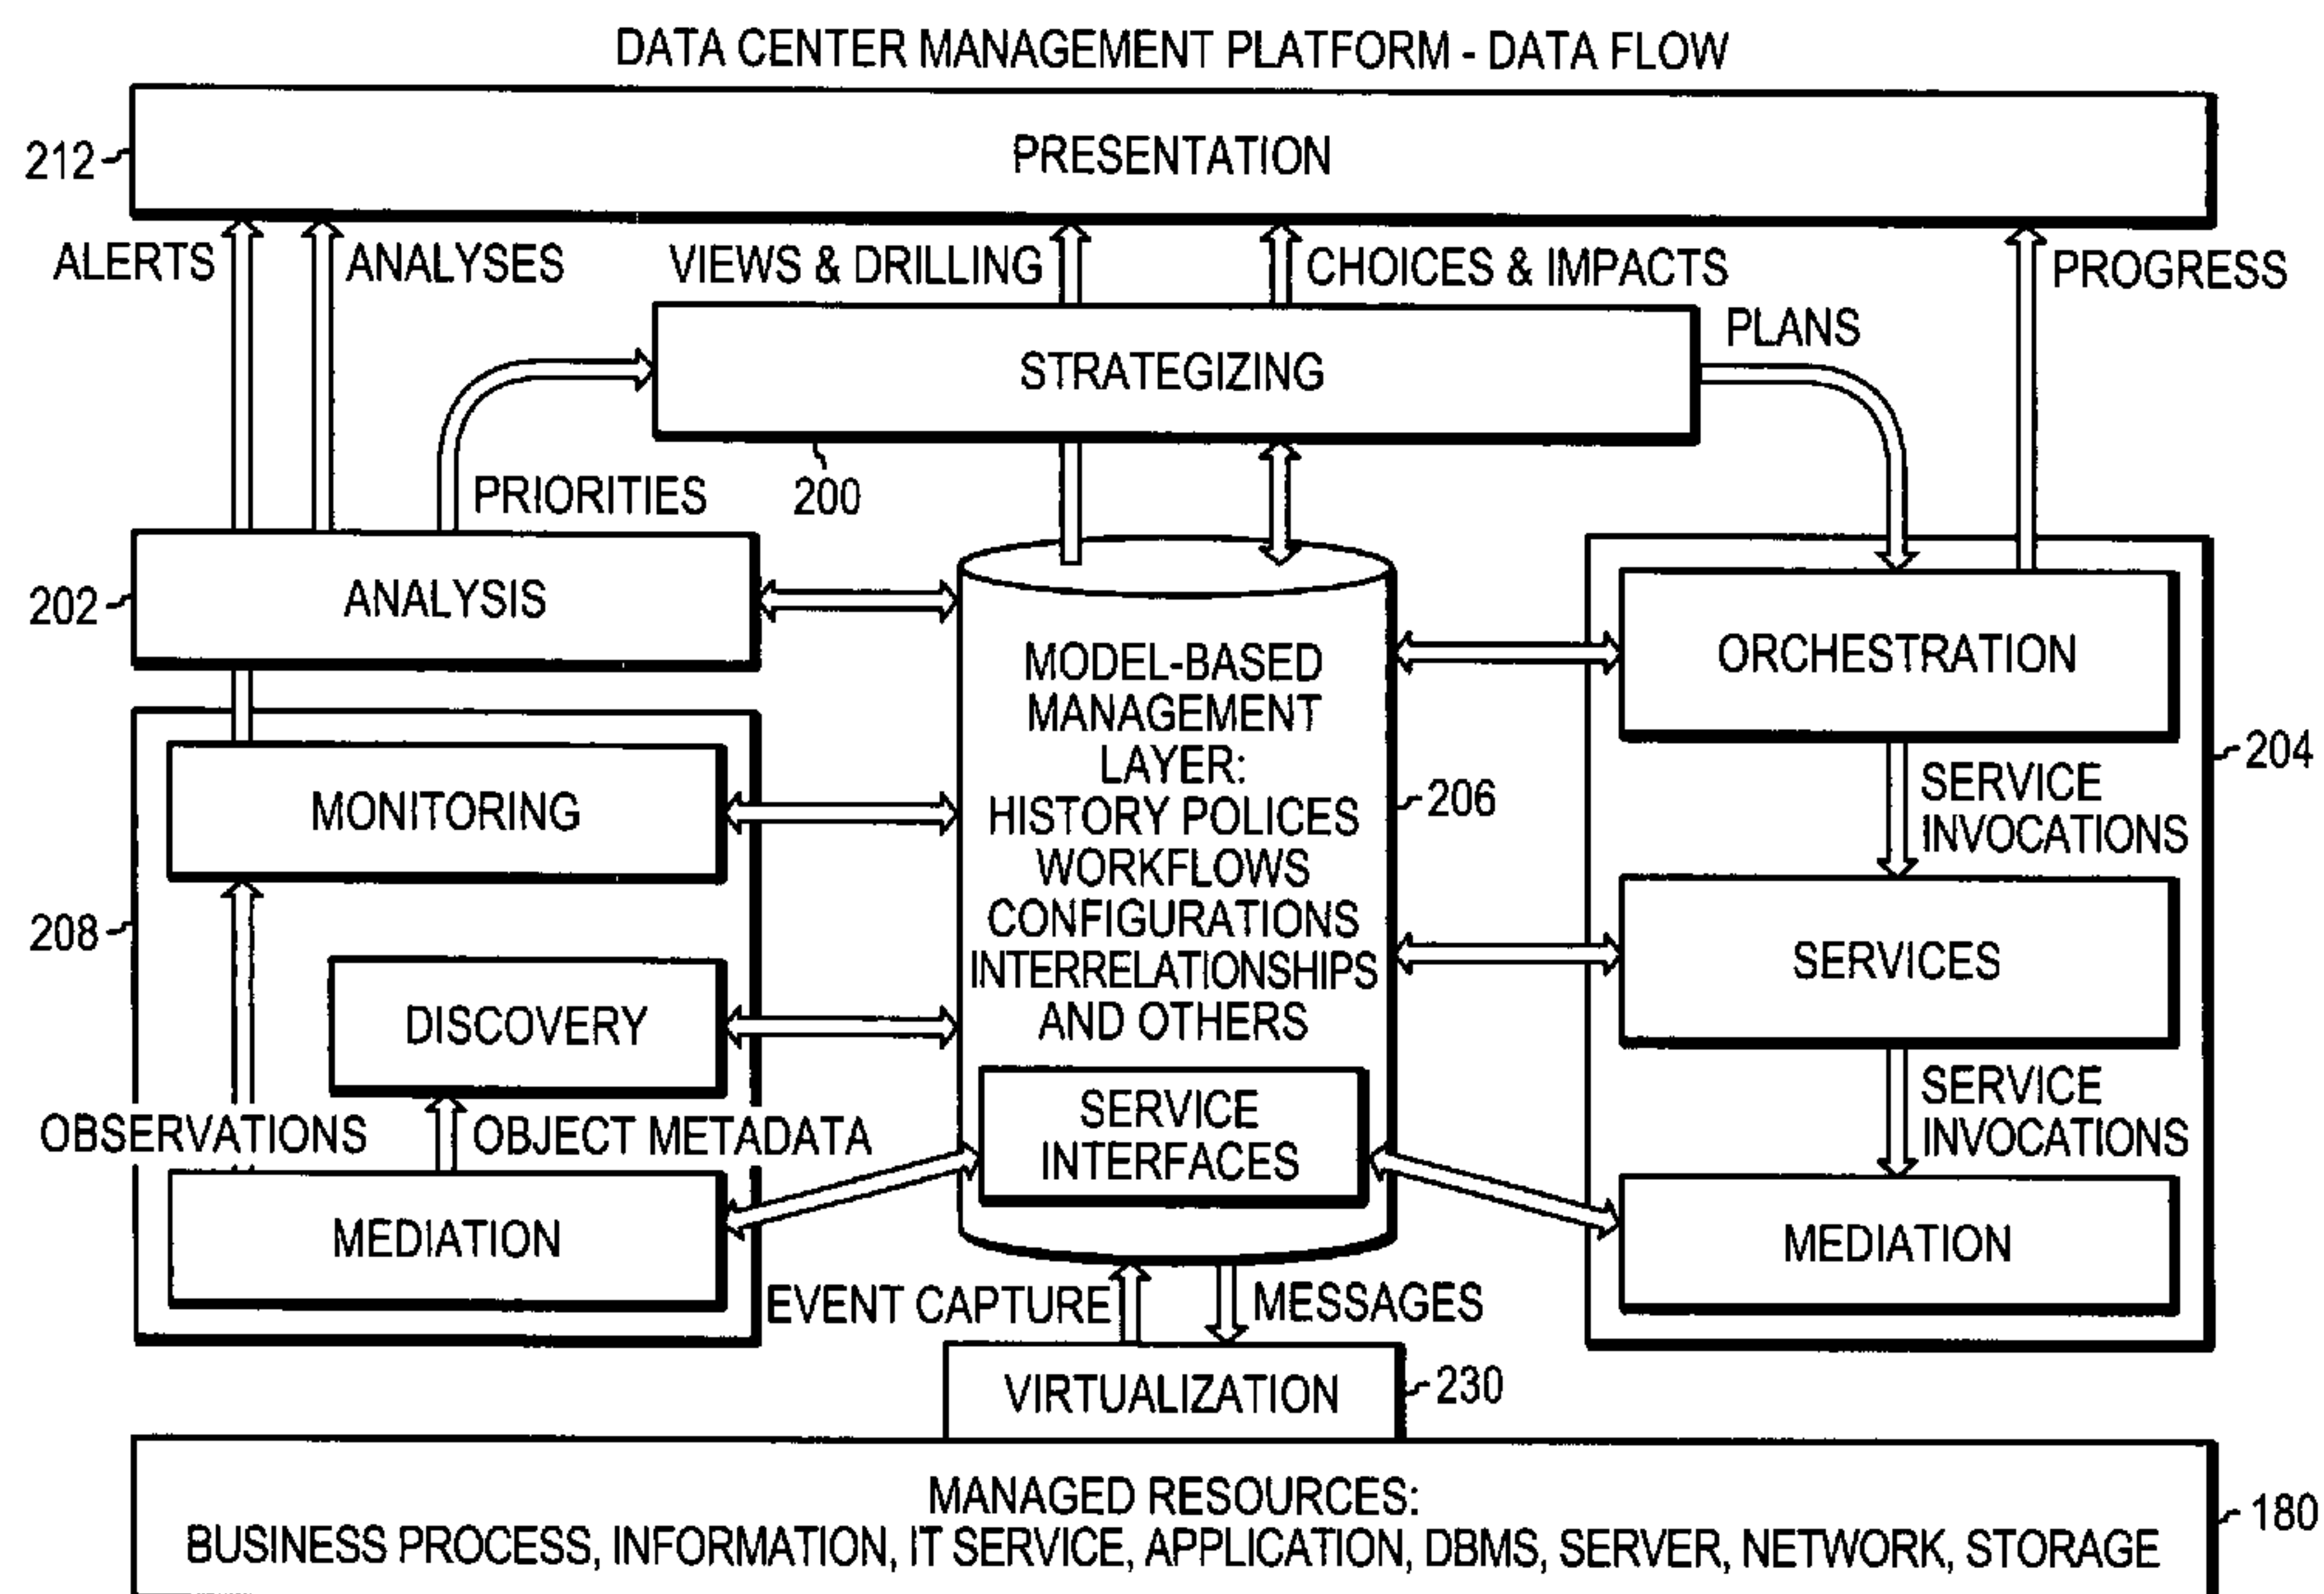 DATA CENTER MANAGEMENT PLATFORM - DATA FLOW
212
PRESENTATION
ALERTS
ANALYSES
VIEWS & DRILLING
CHOICES & IMPACTS
PROGRESS
PLANS
STRATEGIZING
PRIORITIES
200
202
ANALYSIS
MODEL-BASED
MANAGEMENT
LAYER:
HISTORY POLICES
WORKFLOWS
CONFIGURATIONS
INTERRELATIONSHIPS
AND OTHERS
206
ORCHESTRATION
204
SERVICE
INVOCATIONS
MONITORING
208
SERVICES
DISCOVERY
SERVICE
INTERFACES
SERVICE
INVOCATIONS
OBSERVATIONS
OBJECT METADATA
MEDIATION
MEDIATION
EVENT CAPTURE
MESSAGES
VIRTUALIZATION
230
MANAGED RESOURCES:
BUSINESS PROCESS, INFORMATION, IT SERVICE, APPLICATION, DBMS, SERVER, NETWORK, STORAGE
180